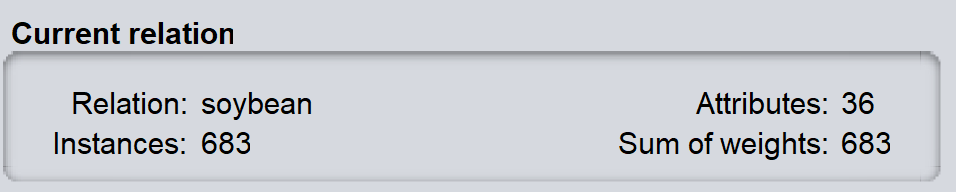 Current relation
Relation: soybean Attributes: 36
Instances: 683 Sum of weights: 683